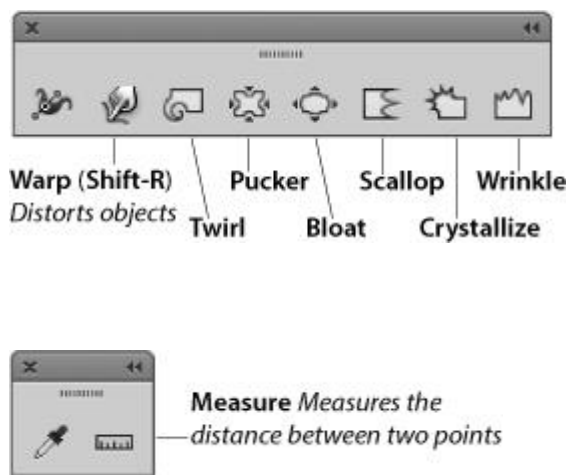 Warp (Shift-R) Pucker Scallop Wrinkle
Distorts objects Twirl Bloat Crystallize
Measure Measures the
distance between two points